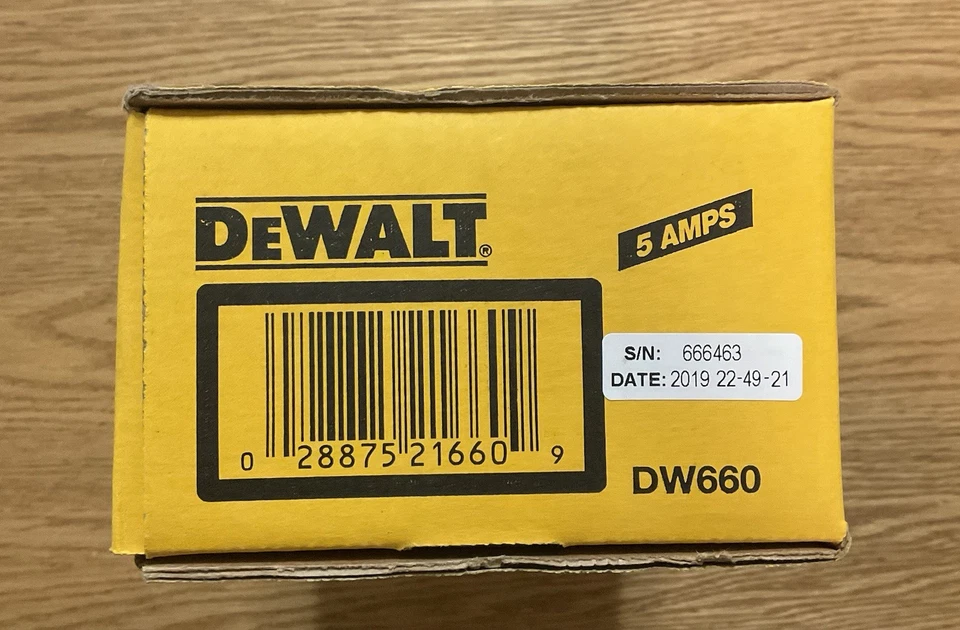 DEWALT®
5 AMPS
S/N: 666463
DATE: 2019 22-49-21
0 28875 21660 9
DW660